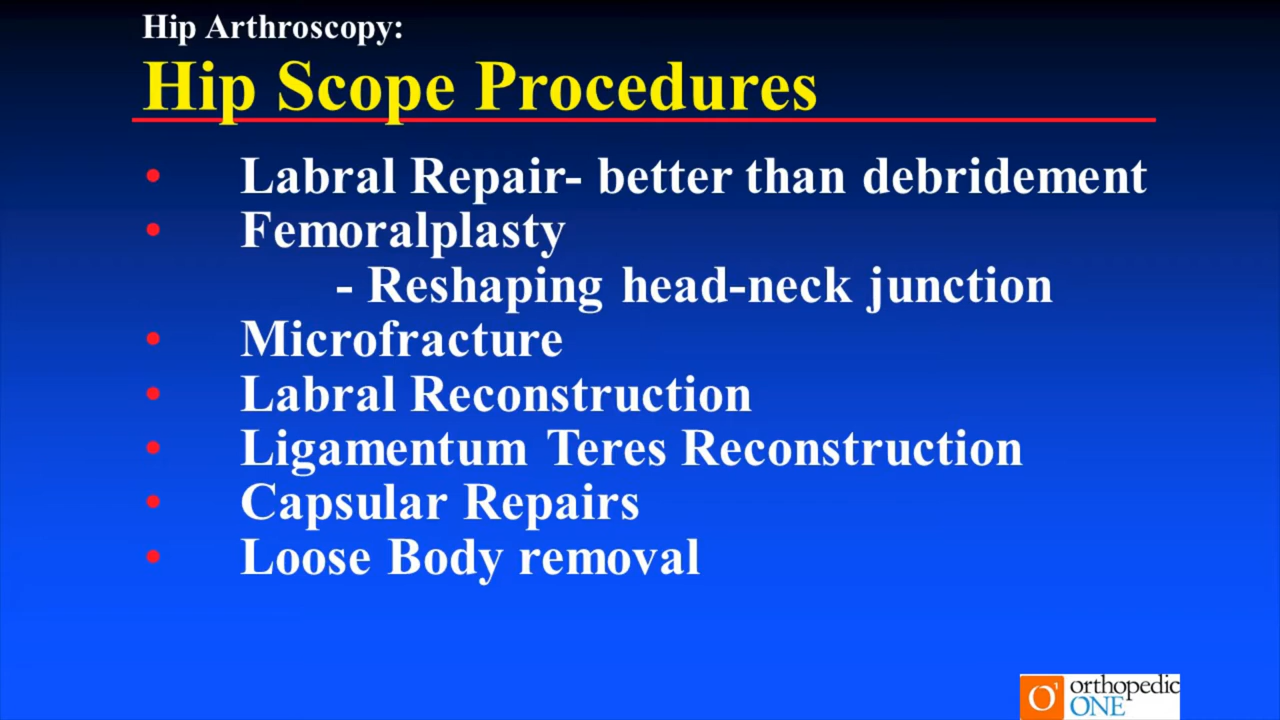 Hip Arthroscopy:
Hip Scope Procedures
• Labral Repair- better than debridement
• Femoralplasty
- Reshaping head-neck junction
• Microfracture
• Labral Reconstruction
• Ligamentum Teres Reconstruction
• Capsular Repairs
• Loose Body removal
O'
orthopedic
ONE